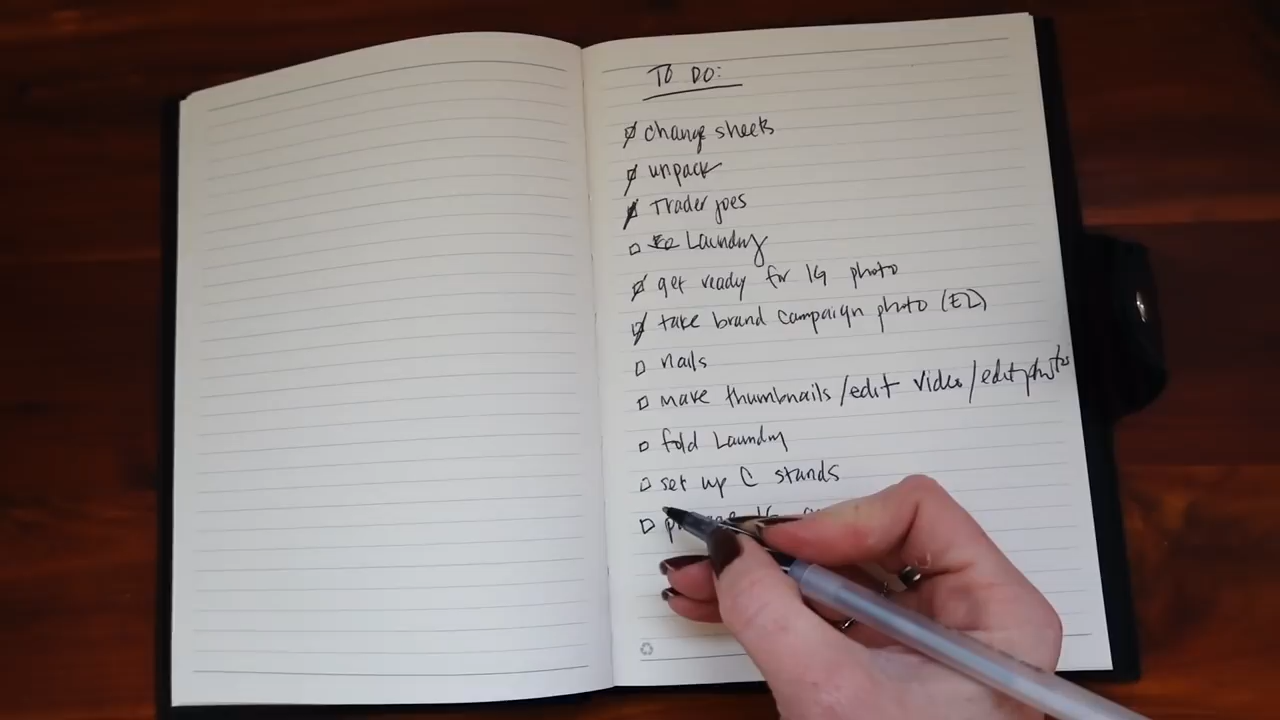 TO DO:
change sheets
unpack
Trader joes
Laundry
get ready for IG photo
take brand campaign photo (EL)
nails
make thumbnails/edit video/edit photos
fold Laundry
set up C stands